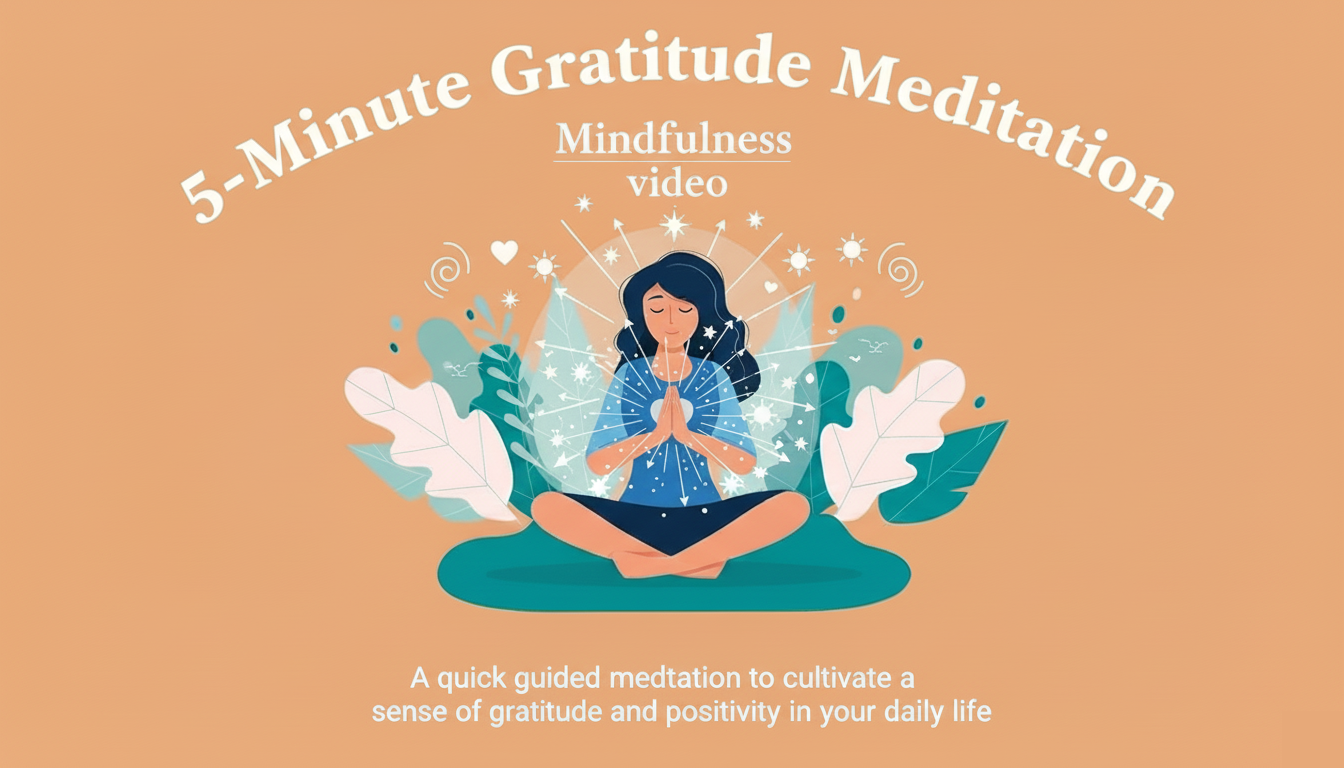 5-Minute Gratitude Meditation
Mindfulness
video
A quick guided medtation to cultivate a
sense of gratitude and positivity in your daily life